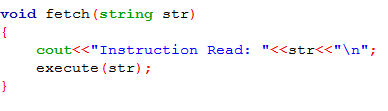 void fetch(string str)
{
    cout<<"Instruction Read: "<<str<<"\n";
    execute(str);
}